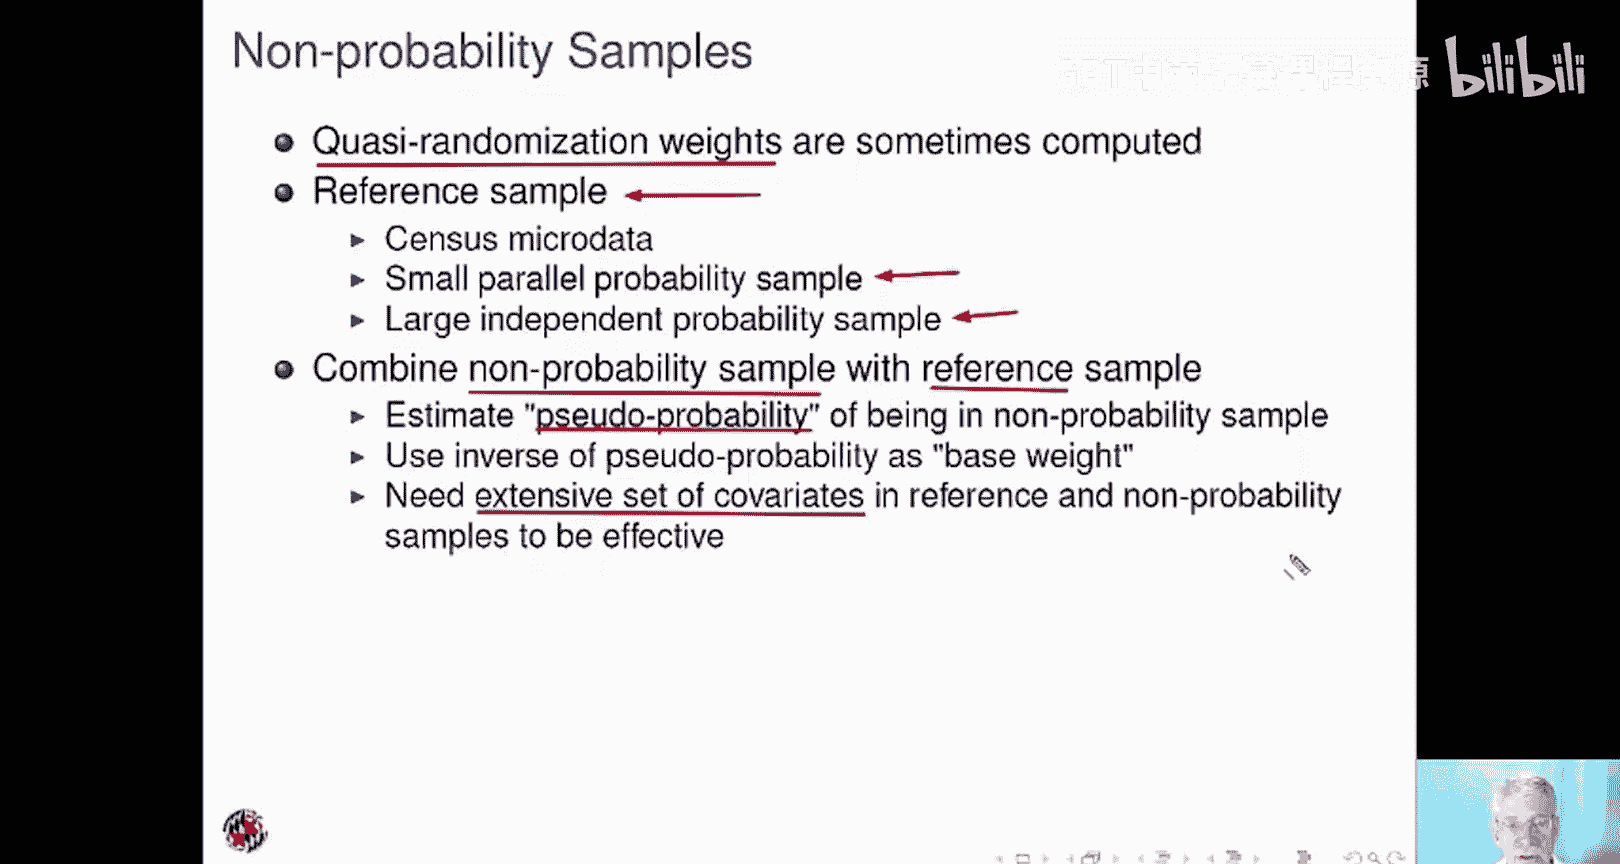 Non-probability Samples
bilibili
Quasi-randomization weights are sometimes computed
Reference sample
Census microdata
Small parallel probability sample
Large independent probability sample
Combine non-probability sample with reference sample
Estimate "pseudo-probability" of being in non-probability sample
Use inverse of pseudo-probability as "base weight"
Need extensive set of covariates in reference and non-probability
samples to be effective